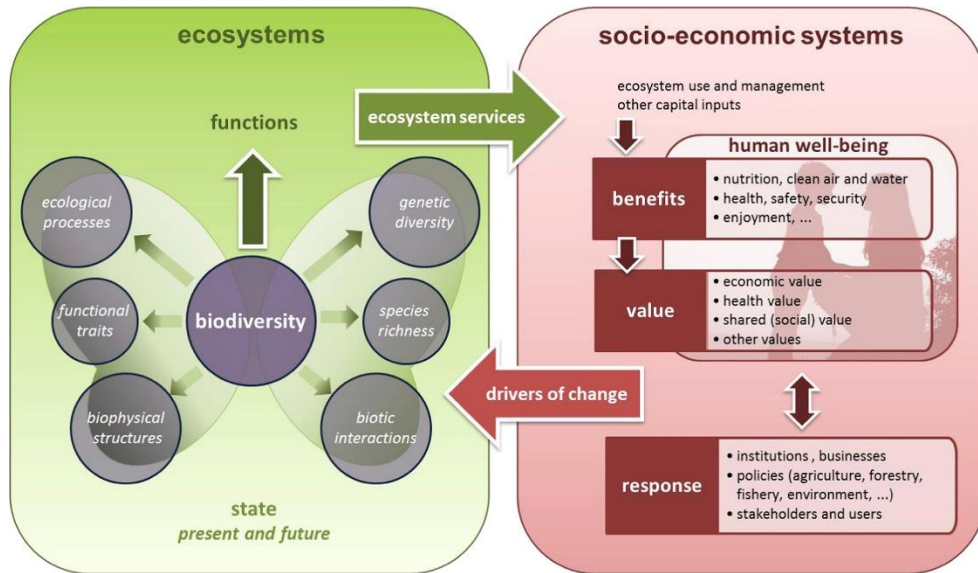 ecosystems
functions
ecological
processes
genetic
diversity
functional
traits
biodiversity
species
richness
biophysical
structures
biotic
interactions
state
present and future
ecosystem services
drivers of change
socio-economic systems
ecosystem use and management
other capital inputs
human well-being
benefits
• nutrition, clean air and water
• health, safety, security
• enjoyment, ...
value
• economic value
• health value
• shared (social) value
• other values
response
• institutions , businesses
• policies (agriculture, forestry,
fishery, environment, ...)
• stakeholders and users